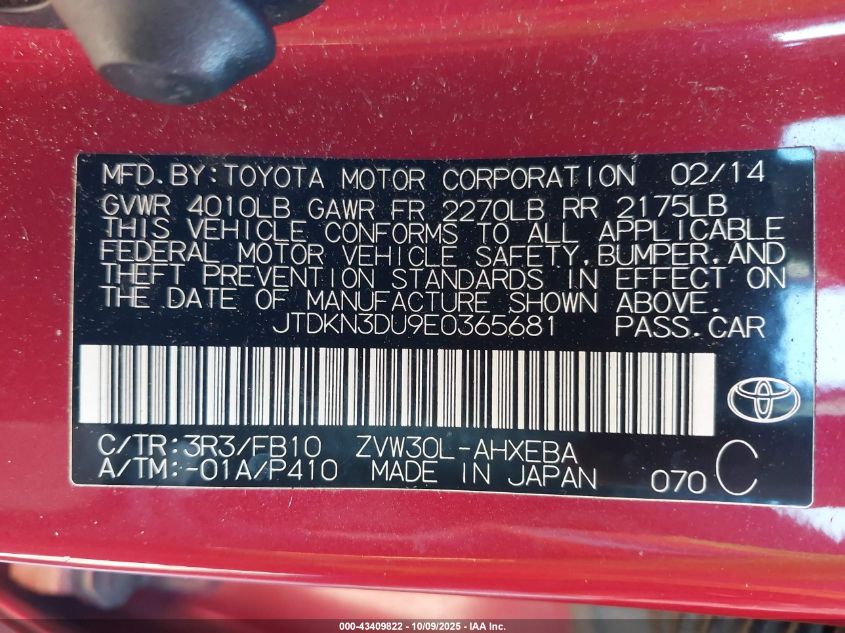 MFD.BY:TOYOTA MOTOR CORPORATION 02/14
GVWR 4010LB GAWR FR 2270LB RR 2175LB
THIS VEHICLE CONFORMS TO ALL APPLICABLE
FEDERAL MOTOR VEHICLE SAFETY,BUMPER,AND
THEFT PREVENTION STANDARDS IN EFFECT ON
THE DATE OF MANUFACTURE SHOWN ABOVE.
JTDKN3DU9E0365681 PASS.CAR
C/TR:3R3/FB10 ZVW30L-AHXEBA
A/TM:-01A/P410 MADE IN JAPAN 070 C
000-43409822 - 10/09/2025 - IAA Inc.